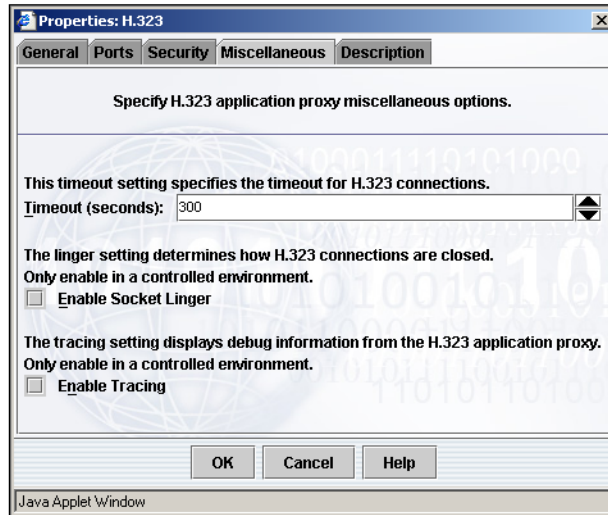 Properties: H.323
General Ports Security Miscellaneous Description
Specify H.323 application proxy miscellaneous options.
This timeout setting specifies the timeout for H.323 connections.
Timeout (seconds): 300
The linger setting determines how H.323 connections are closed.
Only enable in a controlled environment.
Enable Socket Linger
The tracing setting displays debug information from the H.323 application proxy.
Only enable in a controlled environment.
Enable Tracing
OK Cancel Help
Java Applet Window